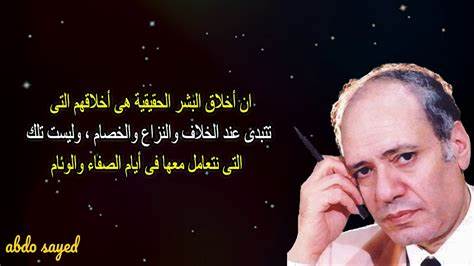 ان أخلاق البشر الحقيقية هى أخلاقهم التى
تتبدى عند الخلاف والنزاع والخصام ، وليست تلك
التى نتعامل معها فى أيام الصفاء والوئام
abdo sayed